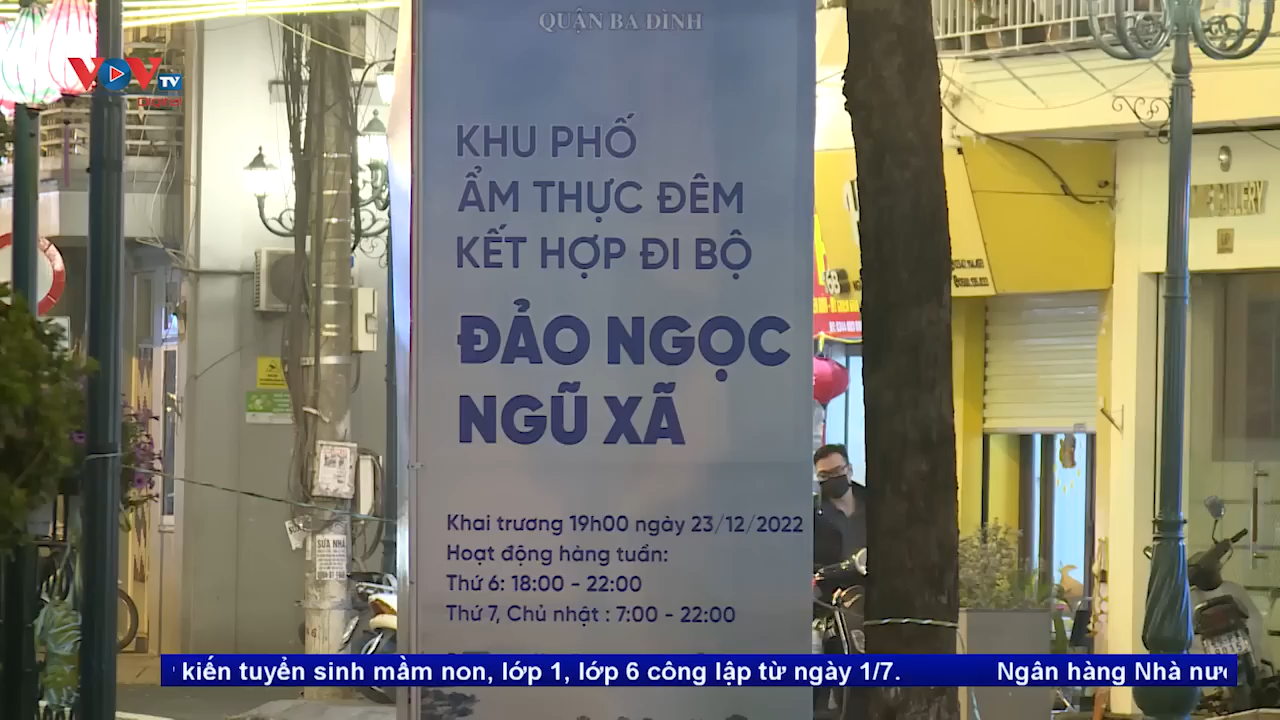 QUẬN BA ĐÌNH
VOV TV
KHU PHỐ
ẨM THỰC ĐÊM
KẾT HỢP ĐI BỘ
ĐẢO NGỌC
NGŨ XÃ
Khai trương 19h00 ngày 23/12/2022
Hoạt động hàng tuần:
Thứ 6: 18:00 - 22:00
Thứ 7, Chủ nhật : 7:00 - 22:00
GALLERY
SỬA NHÀ
kiến tuyển sinh mầm non, lớp 1, lớp 6 công lập từ ngày 1/7. Ngân hàng Nhà